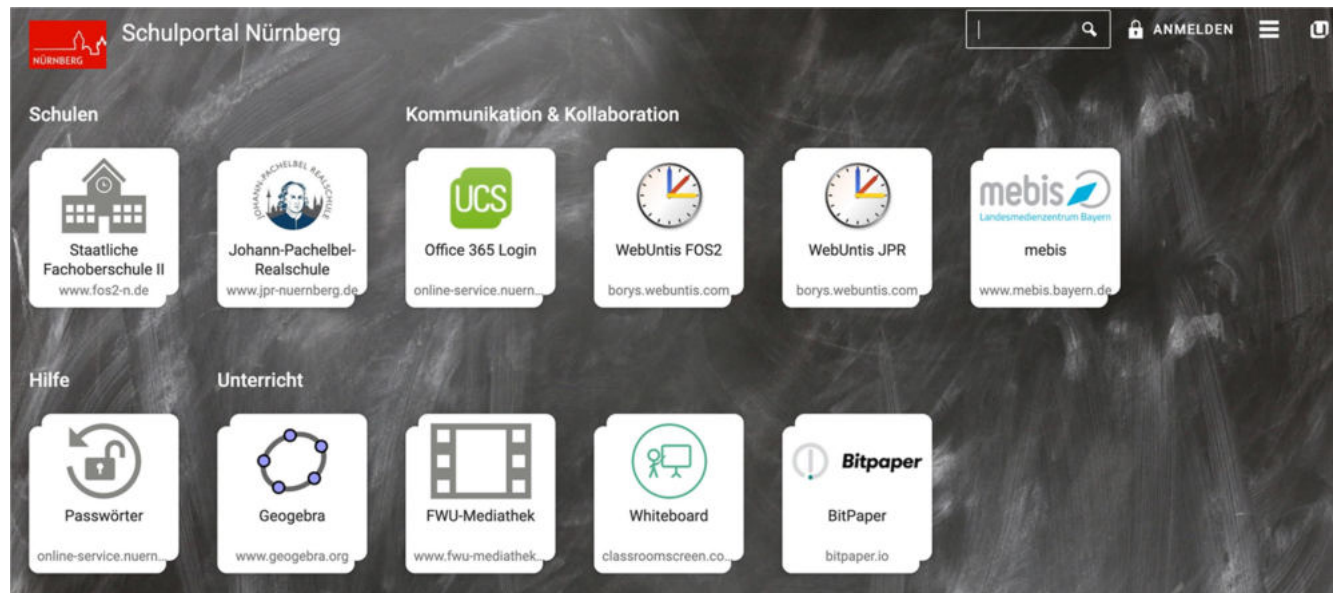 NÜRNBERG
Schulportal Nürnberg
ANMELDEN
Schulen
Kommunikation & Kollaboration
JOHANN-PACHELBEL REALSCHULE
UCS
mebis
Landesmedienzentrum Bayern
Staatliche
Fachoberschule II
www.fos2-n.de
Johann-Pachelbel-
Realschule
www.jpr-nuernberg.de
Office 365 Login
online-service.nuern...
WebUntis FOS2
borys.webuntis.com
WebUntis JPR
borys.webuntis.com
mebis
www.mebis.bayern.de
Hilfe
Unterricht
Passwörter
online-service.nuern...
Geogebra
www.geogebra.org
FWU-Mediathek
www.fwu-mediathek...
Whiteboard
classroomscreen.co...
Bitpaper
BitPaper
bitpaper.io